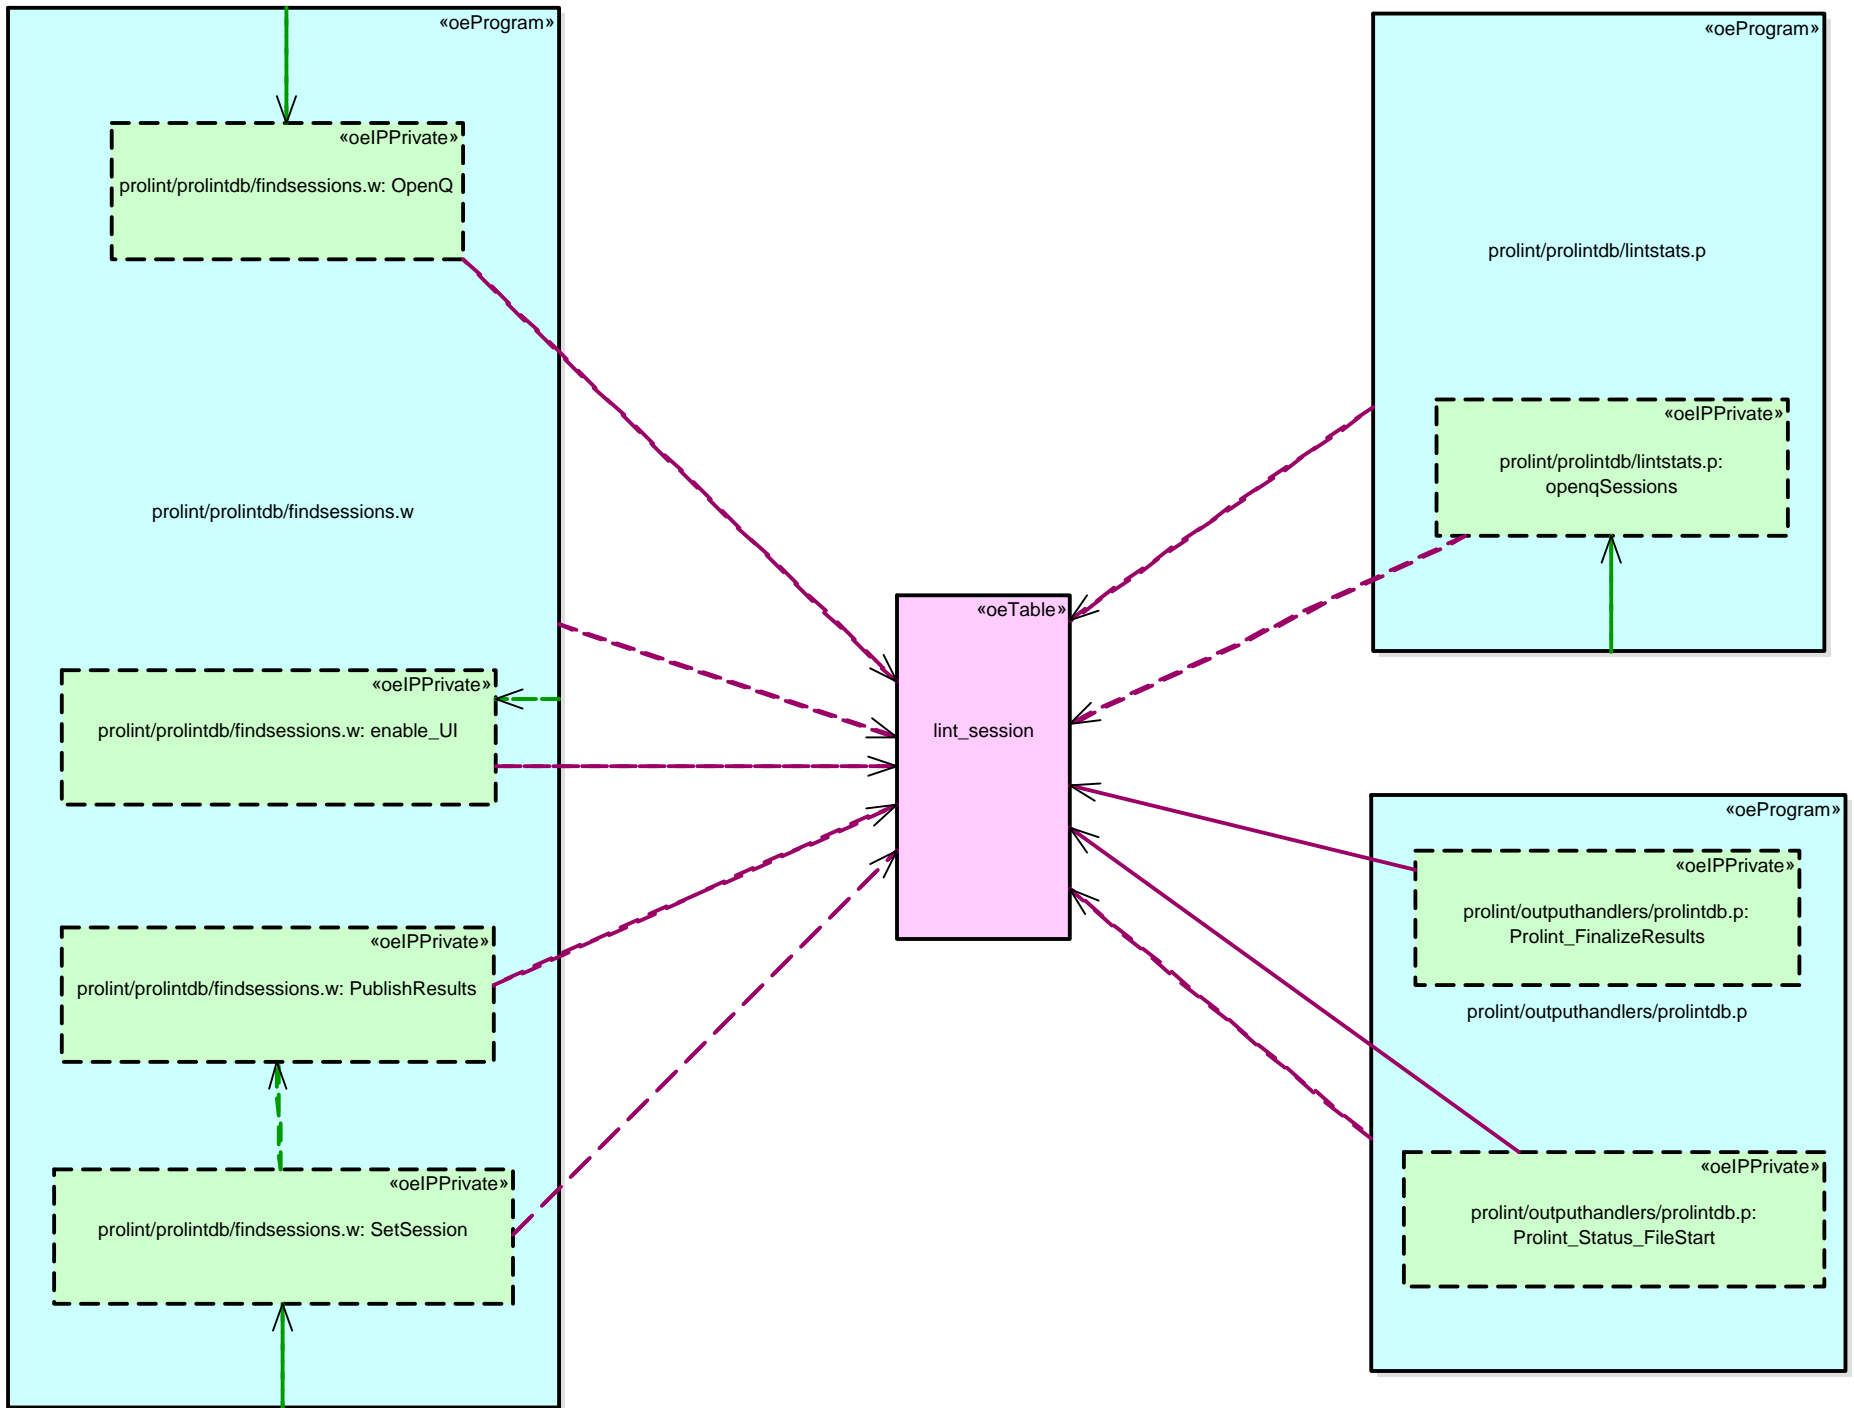 «oeProgram»
«oeIPPrivate»
prolint/prolintdb/findsessions.w: OpenQ
prolint/prolintdb/findsessions.w
«oeIPPrivate»
prolint/prolintdb/findsessions.w: enable_UI
«oeIPPrivate»
prolint/prolintdb/findsessions.w: PublishResults
«oeIPPrivate»
prolint/prolintdb/findsessions.w: SetSession
«oeTable»
lint_session
«oeProgram»
prolint/prolintdb/lintstats.p
«oeIPPrivate»
prolint/prolintdb/lintstats.p:
openqSessions
«oeProgram»
«oeIPPrivate»
prolint/outputhandlers/prolintdb.p:
Prolint_FinalizeResults
prolint/outputhandlers/prolintdb.p
«oeIPPrivate»
prolint/outputhandlers/prolintdb.p:
Prolint_Status_FileStart